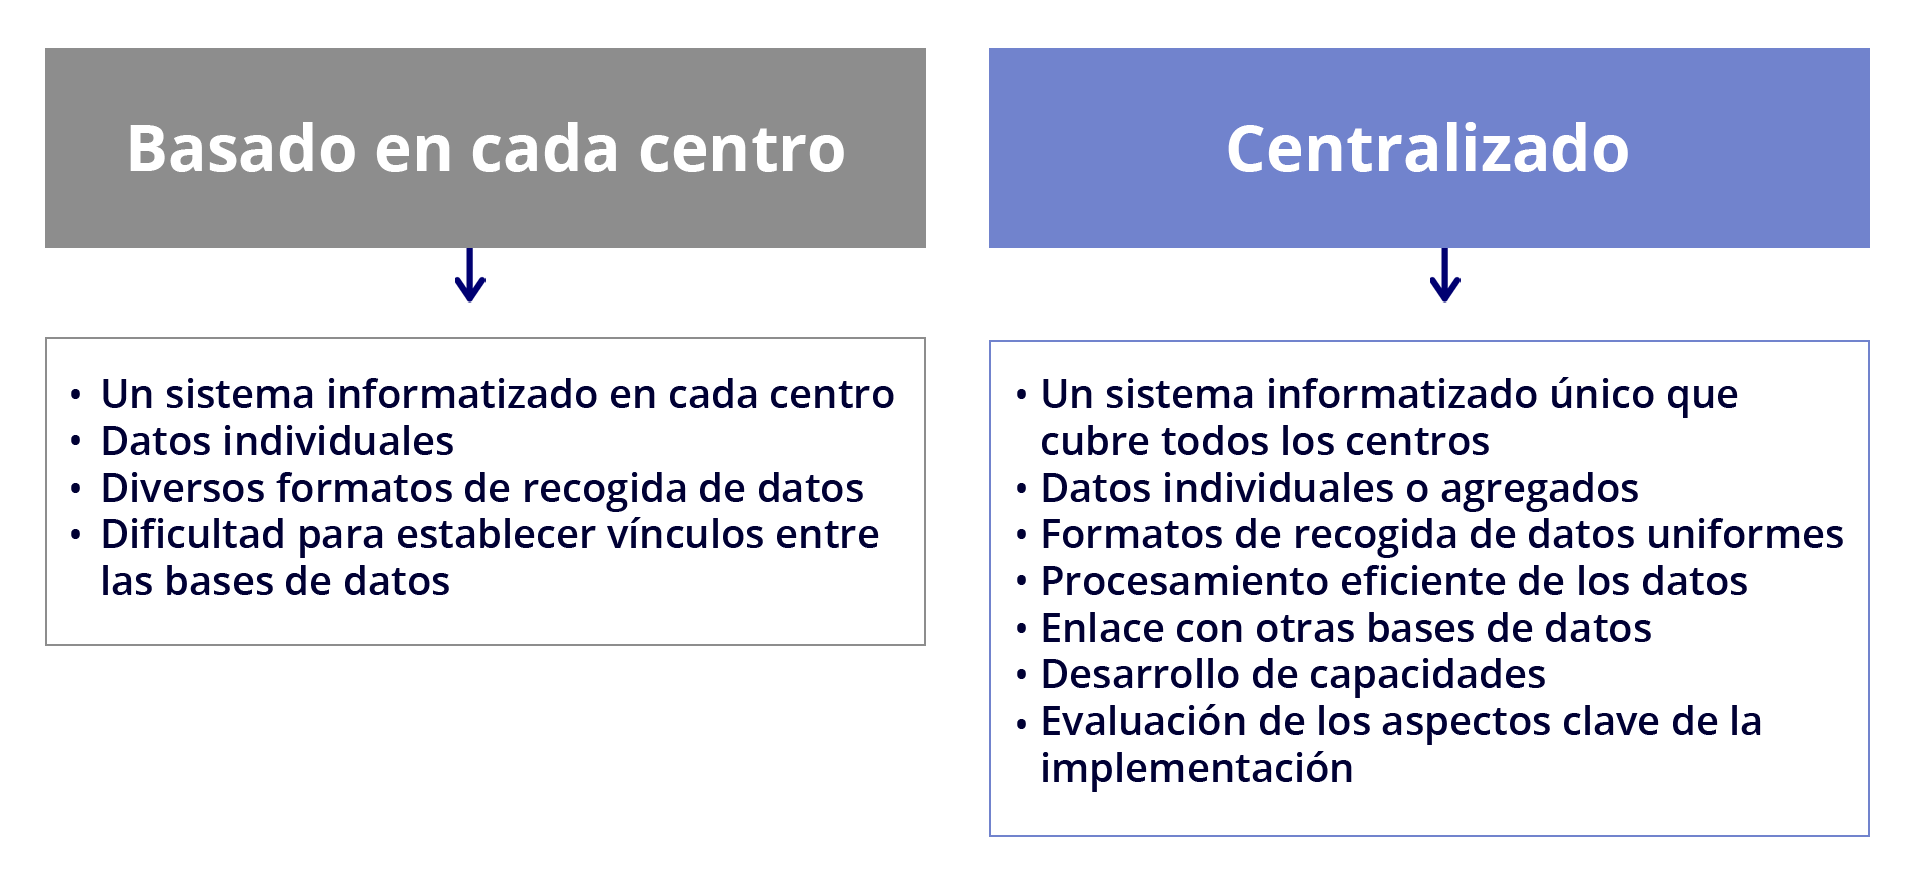 Basado en cada centro
• Un sistema informatizado en cada centro
• Datos individuales
• Diversos formatos de recogida de datos
• Dificultad para establecer vínculos entre
las bases de datos
Centralizado
• Un sistema informatizado único que
cubre todos los centros
• Datos individuales o agregados
• Formatos de recogida de datos uniformes
• Procesamiento eficiente de los datos
• Enlace con otras bases de datos
• Desarrollo de capacidades
• Evaluación de los aspectos clave de la
implementación